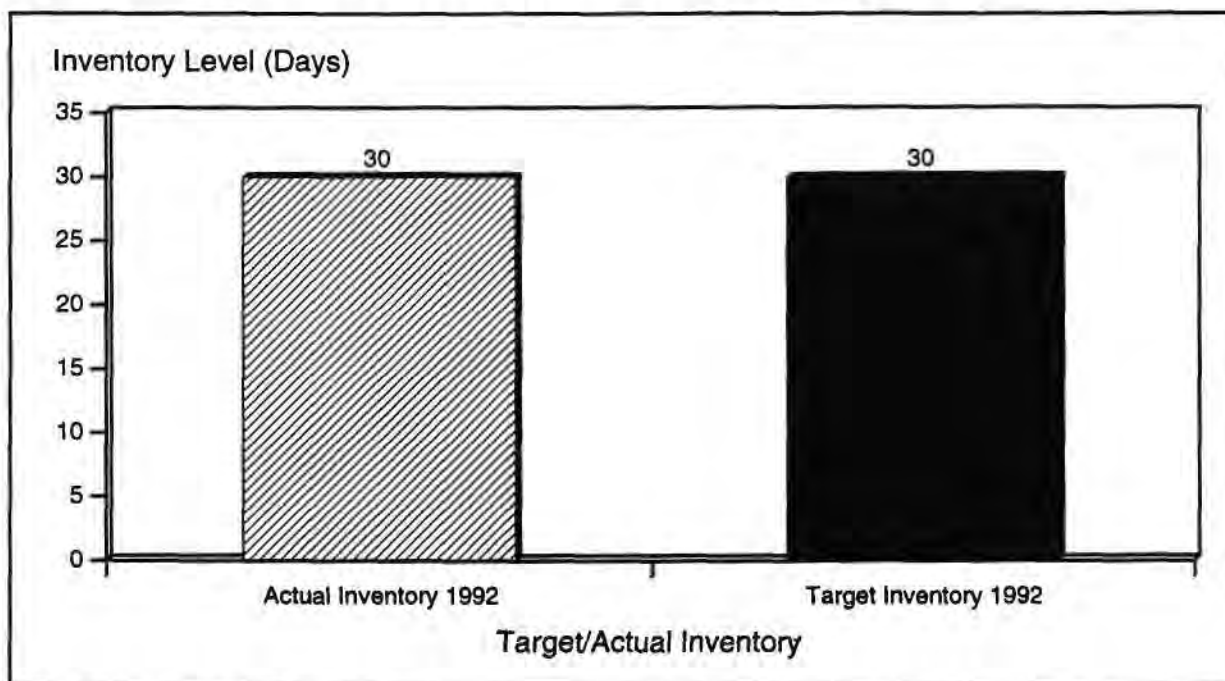 Inventory Level (Days)
35
30
25
20
15
10
5
0
30
30
Actual Inventory 1992
Target Inventory 1992
Target/Actual Inventory